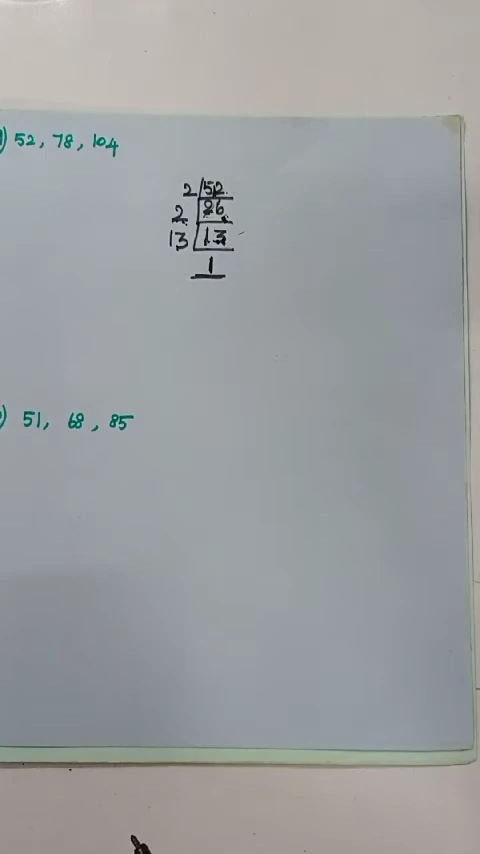 ) 52, 78, 104
2 52
2 26
13 13
1
) 51, 68, 85